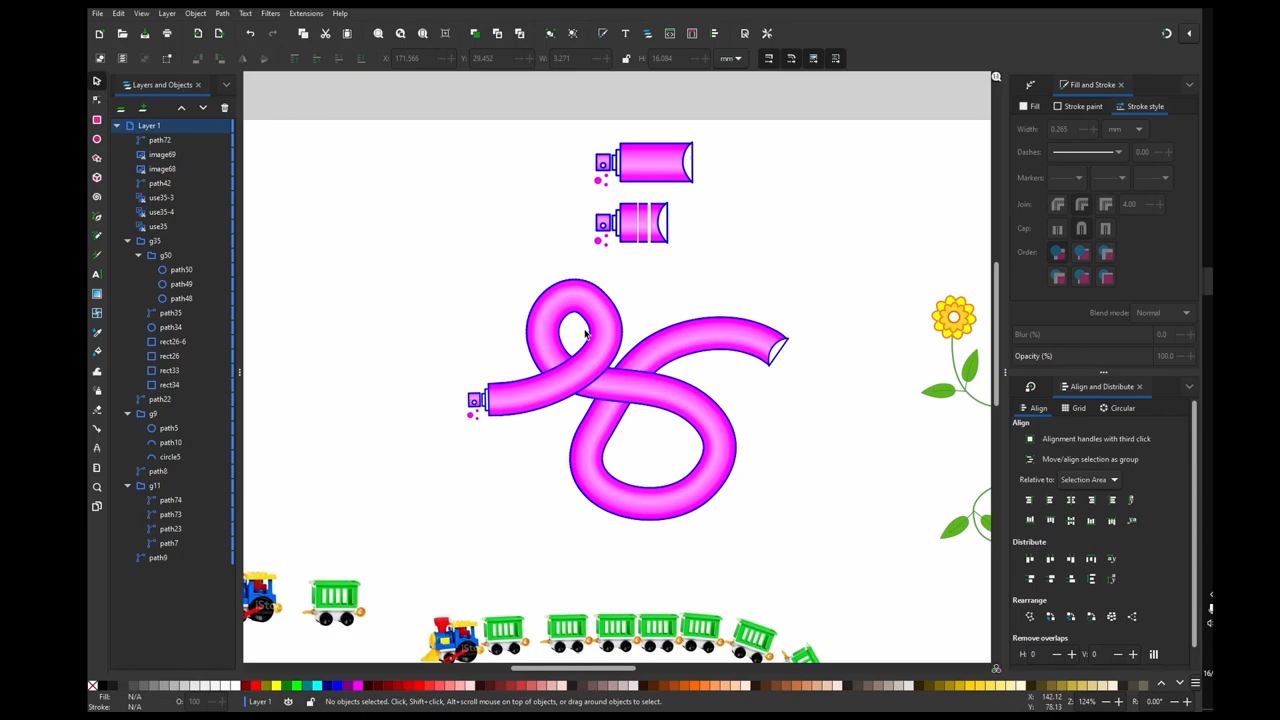 File Edit View Layer Object Path Text Filters Extensions Help
X: 171.566 Y: 29.452 W: 3.271 H: 16.084 mm
Layers and Objects
Layer 1
path72
image69
image68
path42
use35-3
use35-4
use35
g35
g50
path50
path49
path48
path35
path34
rect26-6
rect26
rect33
rect34
path22
g9
path5
path10
circle5
path8
g11
path74
path73
path23
path7
path9
Fill and Stroke
Fill Stroke paint Stroke style
Width: 0.265 mm
Dashes: 0.00
Markers:
Join: 4.00
Cap:
Order:
Blend mode: Normal
Blur (%) 0.0
Opacity (%) 100.0
Align and Distribute
Align Grid Circular
Align
Alignment handles with third click
Move/align selection as group
Relative to: Selection Area
Distribute
Rearrange
Remove overlaps
H: 0 V: 0
Fill: N/A
Stroke: N/A
O: 100
Layer 1
No objects selected. Click, Shift+click, Alt+scroll mouse on top of objects, or drag around objects to select.
X: 142.12
Y: 78.13
Z: 124%
R: 0.00°